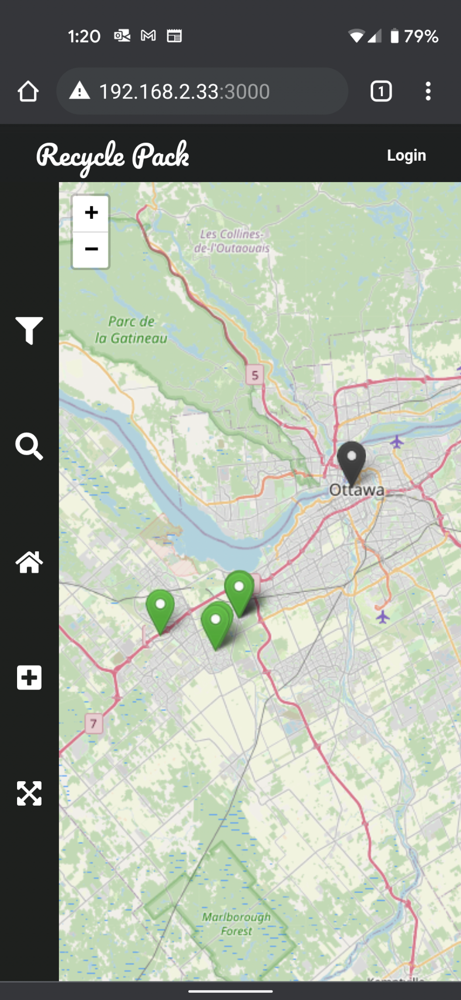 1:20
79%
192.168.2.33:3000
1
Recycle Pack
Login
+
−
Les Collines-
de-l'Outaouais
Parc de
la Gatineau
5
Ottawa
7
Marlborough
Forest